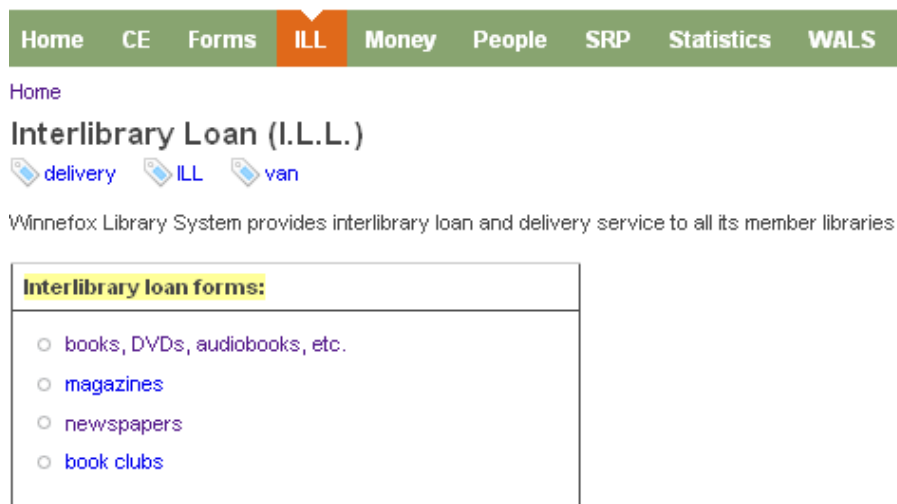 Home CE Forms ILL Money People SRP Statistics WALS
Home
Interlibrary Loan (I.L.L.)
delivery ILL van
Winnefox Library System provides interlibrary loan and delivery service to all its member libraries
Interlibrary loan forms:
books, DVDs, audiobooks, etc.
magazines
newspapers
book clubs